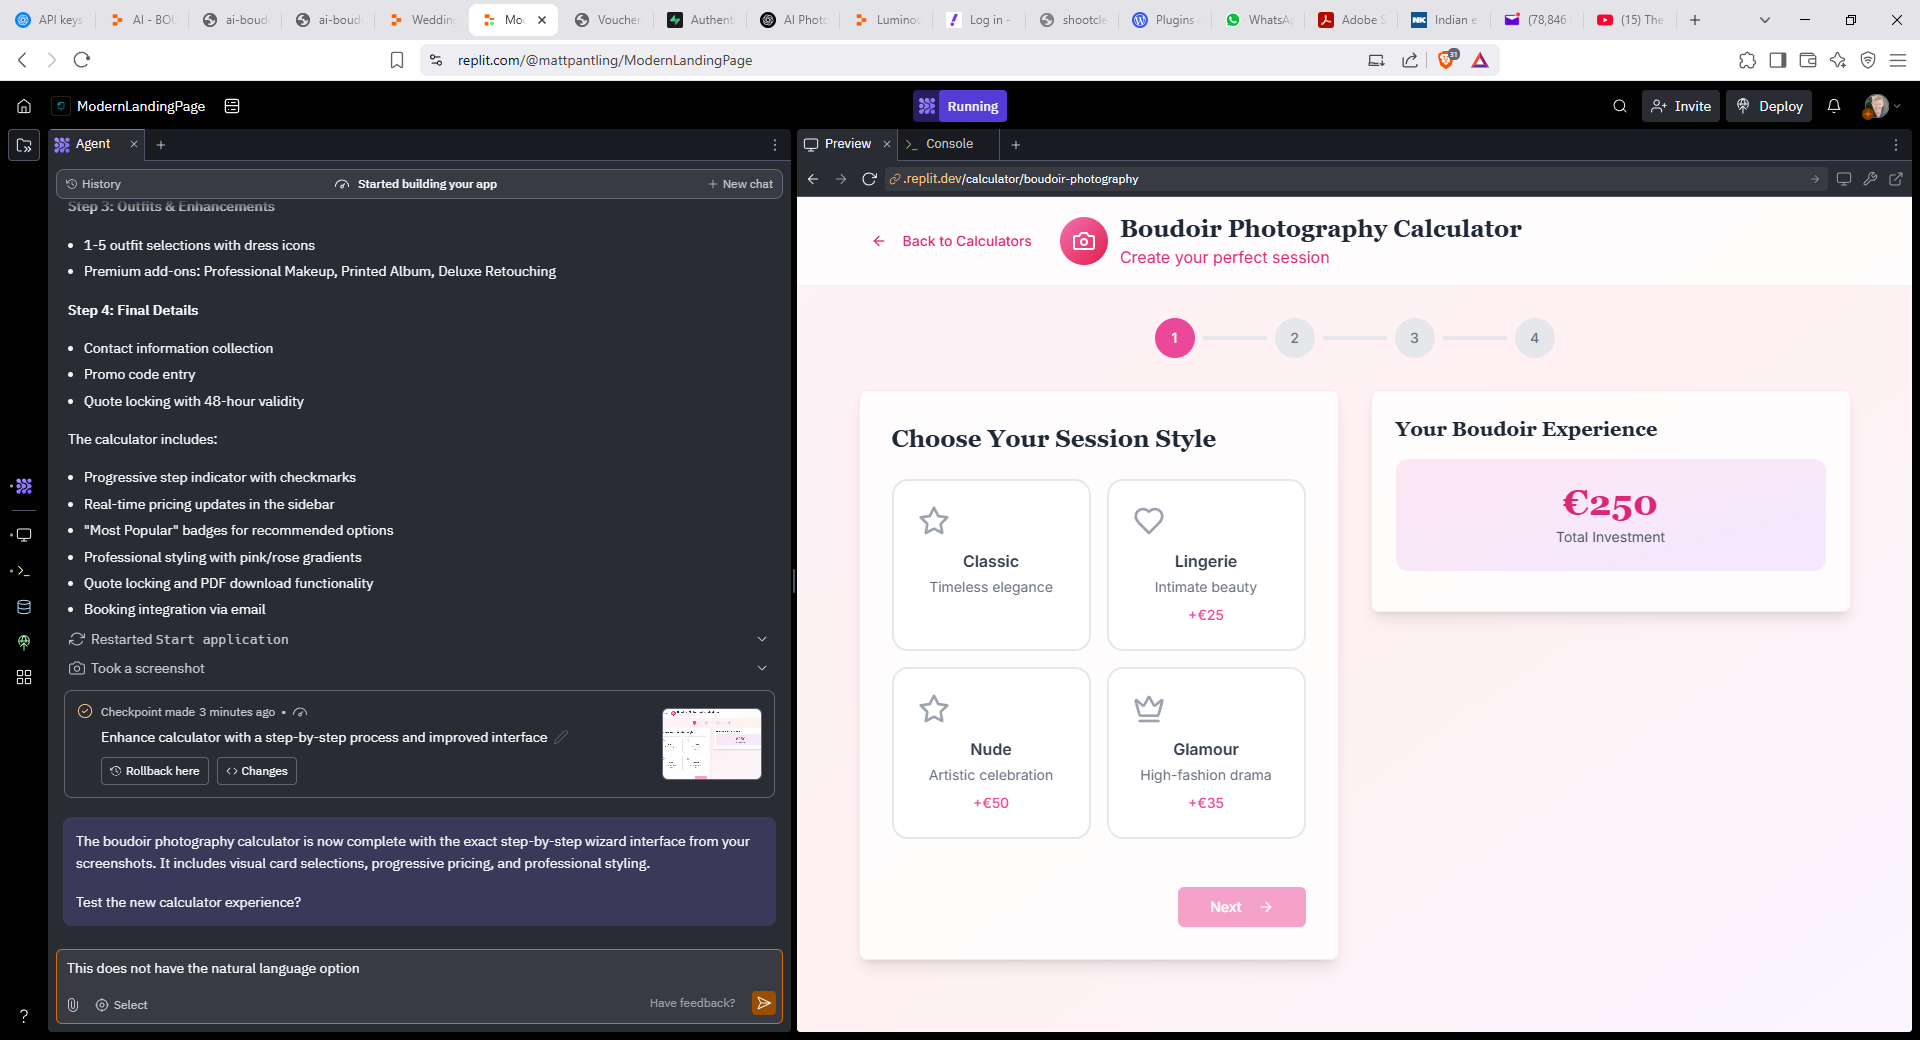 API keys
AI - BOU
ai-boud
ai-boud
Wedding
Mod
Voucher
Authent
AI Phot
Luminou
Log in -
shootcle
Plugins
WhatsA
Adobe S
Indian e
(78,846
(15) The
replit.com/@mattpantling/ModernLandingPage
31
ModernLandingPage
Running
Invite
Deploy
Agent
Preview
Console
History
Started building your app
New chat
.replit.dev/calculator/boudoir-photography
Step 3: Outfits & Enhancements
1-5 outfit selections with dress icons
Premium add-ons: Professional Makeup, Printed Album, Deluxe Retouching
Step 4: Final Details
Contact information collection
Promo code entry
Quote locking with 48-hour validity
The calculator includes:
Progressive step indicator with checkmarks
Real-time pricing updates in the sidebar
"Most Popular" badges for recommended options
Professional styling with pink/rose gradients
Quote locking and PDF download functionality
Booking integration via email
Restarted Start application
Took a screenshot
Checkpoint made 3 minutes ago •
Enhance calculator with a step-by-step process and improved interface
Rollback here
Changes
The boudoir photography calculator is now complete with the exact step-by-step wizard interface from your
screenshots. It includes visual card selections, progressive pricing, and professional styling.
Test the new calculator experience?
This does not have the natural language option
Select
Have feedback?
Back to Calculators
Boudoir Photography Calculator
Create your perfect session
1
2
3
4
Choose Your Session Style
Classic
Timeless elegance
Lingerie
Intimate beauty
+€25
Nude
Artistic celebration
+€50
Glamour
High-fashion drama
+€35
Next
Your Boudoir Experience
€250
Total Investment